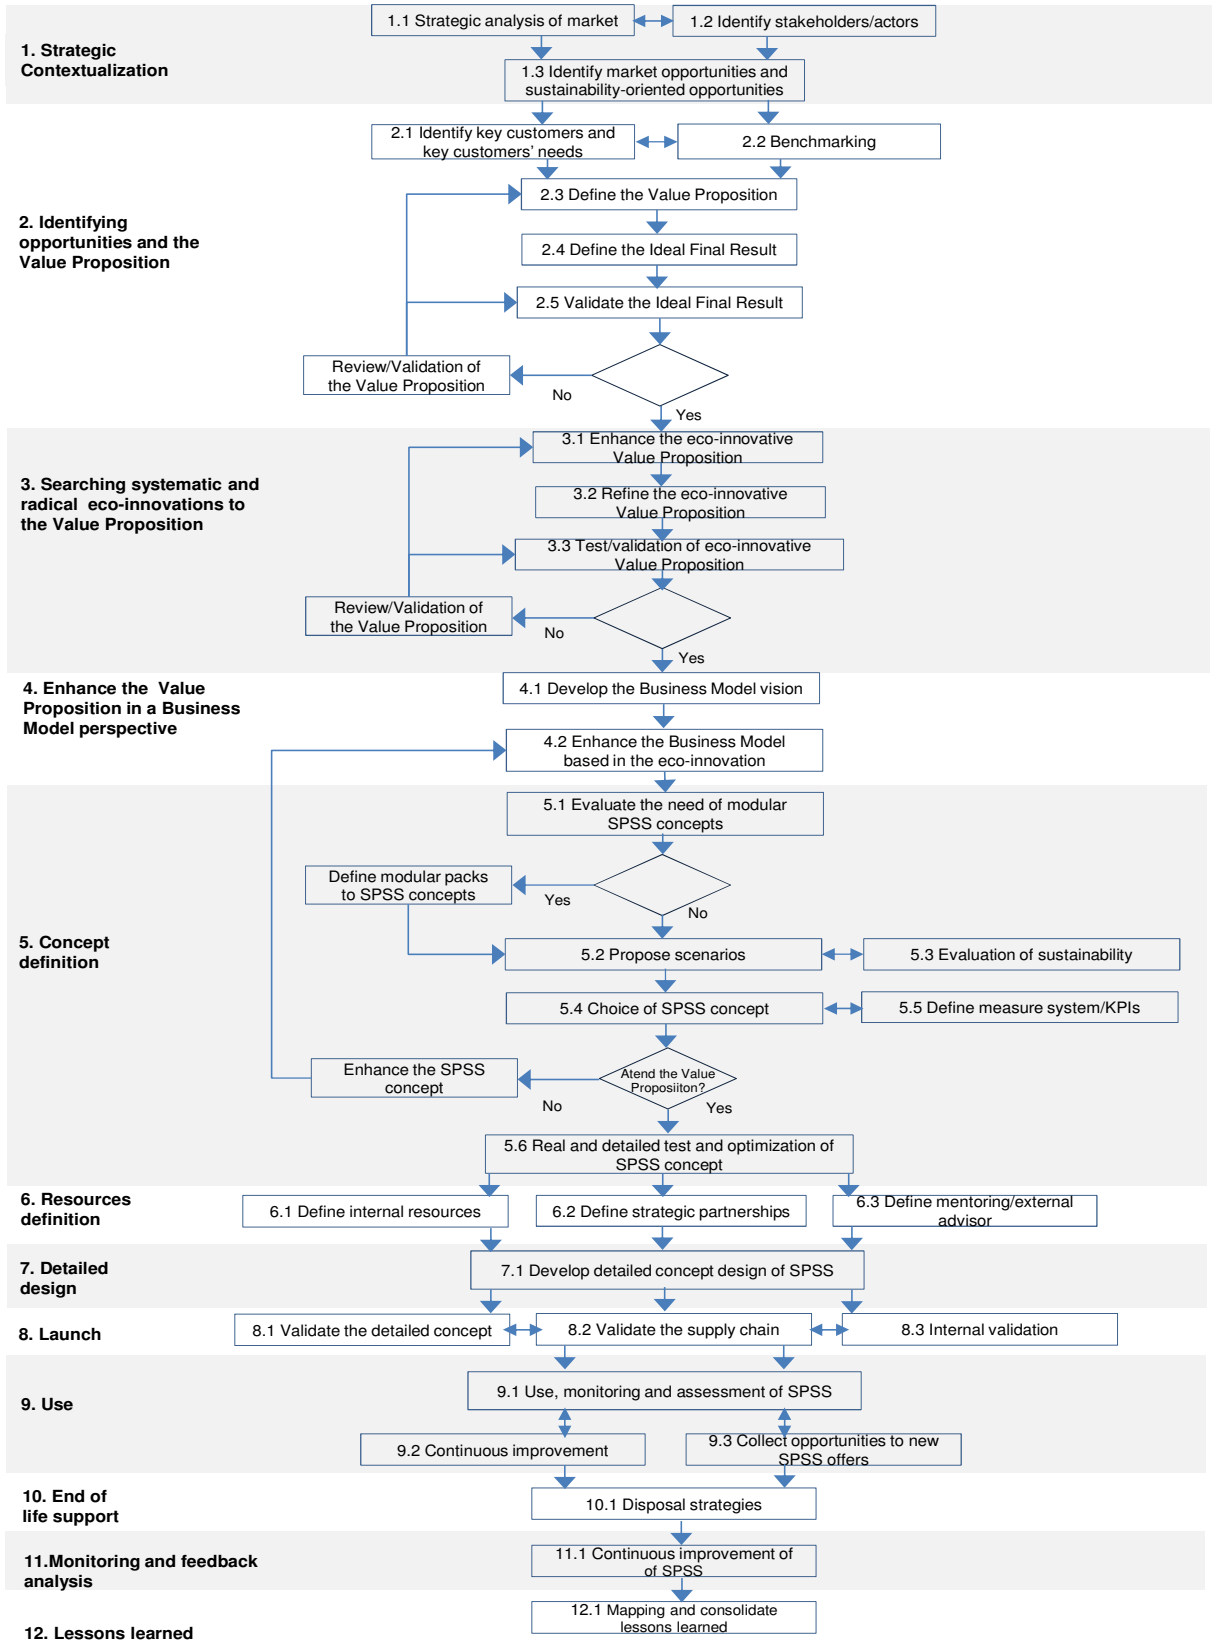 1. Strategic
Contextualization
1.1 Strategic analysis of market
1.2 Identify stakeholders/actors
1.3 Identify market opportunities and
sustainability-oriented opportunities
2. Identifying
opportunities and the
Value Proposition
2.1 Identify key customers and
key customers' needs
2.2 Benchmarking
2.3 Define the Value Proposition
2.4 Define the Ideal Final Result
2.5 Validate the Ideal Final Result
Review/Validation of
the Value Proposition
No
Yes
3. Searching systematic and
radical eco-innovations to
the Value Proposition
3.1 Enhance the eco-innovative
Value Proposition
3.2 Refine the eco-innovative
Value Proposition
3.3 Test/validation of eco-innovative
Value Proposition
Review/Validation of
the Value Proposition
No
Yes
4. Enhance the Value
Proposition in a Business
Model perspective
4.1 Develop the Business Model vision
4.2 Enhance the Business Model
based in the eco-innovation
5. Concept
definition
5.1 Evaluate the need of modular
SPSS concepts
Define modular packs
to SPSS concepts
Yes
No
5.2 Propose scenarios
5.3 Evaluation of sustainability
5.4 Choice of SPSS concept
5.5 Define measure system/KPIs
Enhance the SPSS
concept
Atend the Value
Proposiiton?
No
Yes
5.6 Real and detailed test and optimization of
SPSS concept
6. Resources
definition
6.1 Define internal resources
6.2 Define strategic partnerships
6.3 Define mentoring/external
advisor
7. Detailed
design
7.1 Develop detailed concept design of SPSS
8. Launch
8.1 Validate the detailed concept
8.2 Validate the supply chain
8.3 Internal validation
9. Use
9.1 Use, monitoring and assessment of SPSS
9.2 Continuous improvement
9.3 Collect opportunities to new
SPSS offers
10. End of
life support
10.1 Disposal strategies
11.Monitoring and feedback
analysis
11.1 Continuous improvement of
of SPSS
12. Lessons learned
12.1 Mapping and consolidate
lessons learned